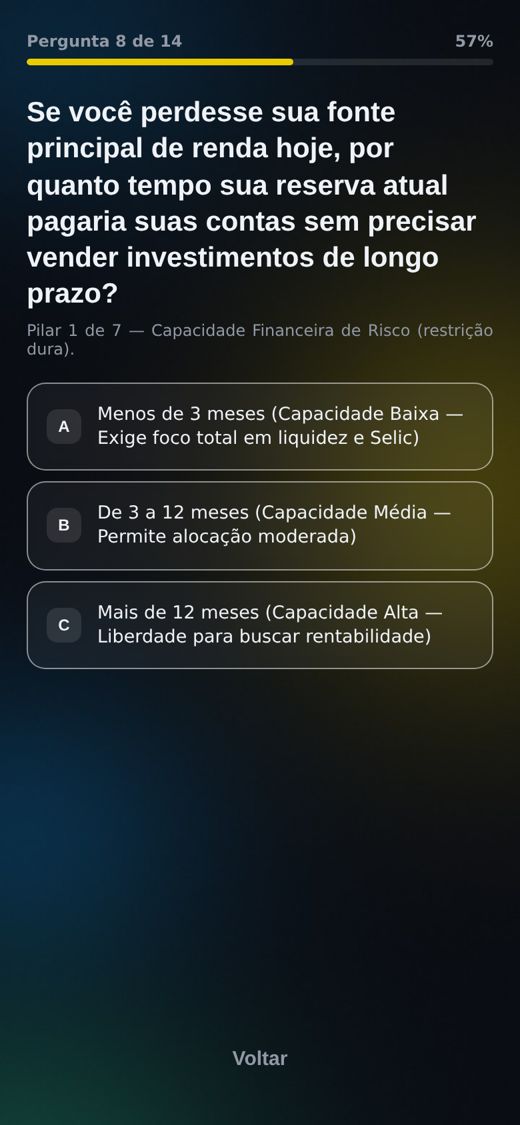 Pergunta 8 de 14
57%
Se você perdesse sua fonte
principal de renda hoje, por
quanto tempo sua reserva atual
pagaria suas contas sem precisar
vender investimentos de longo
prazo?
Pilar 1 de 7 — Capacidade Financeira de Risco (restrição
dura).
A
Menos de 3 meses (Capacidade Baixa —
Exige foco total em liquidez e Selic)
B
De 3 a 12 meses (Capacidade Média —
Permite alocação moderada)
C
Mais de 12 meses (Capacidade Alta —
Liberdade para buscar rentabilidade)
Voltar